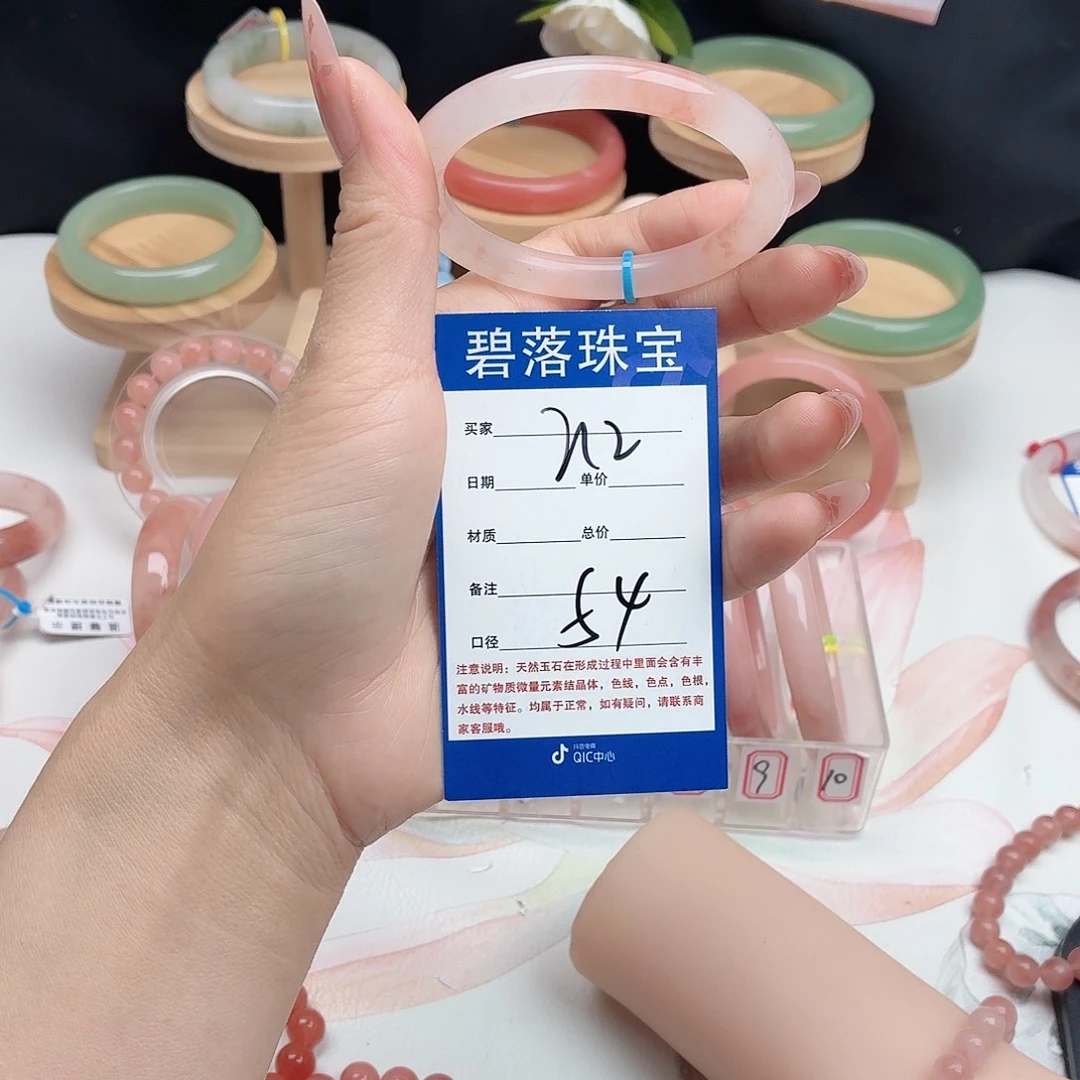 碧落珠宝
买家
日期 单价
材质 总价
备注
54
口径
注意说明：天然玉石在形成过程中里面会含有丰
富的矿物质微量元素结晶体，色线，色点，色根，
水线等特征。均属于正常，如有疑问，请联系商
家客服哦。
抖音电商
QIC中心
9
10